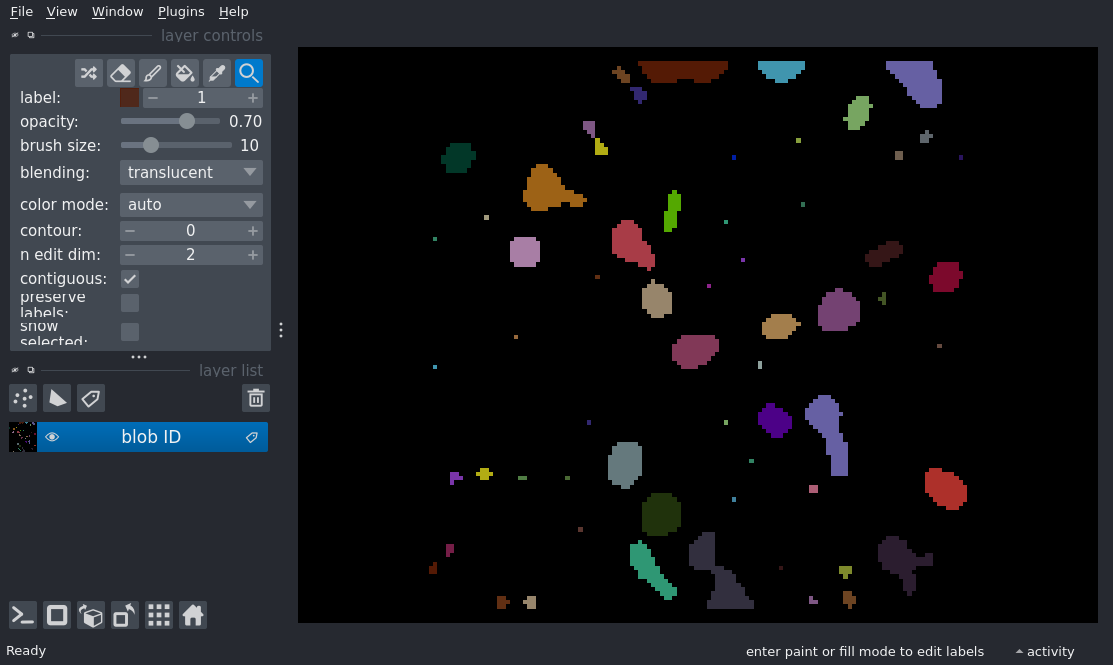 File View Window Plugins Help
layer controls
label: 1
opacity: 0.70
brush size: 10
blending: translucent
color mode: auto
contour: 0
n edit dim: 2
contiguous:
preserve
labels:
show
selected:
layer list
blob ID
Ready
enter paint or fill mode to edit labels
activity